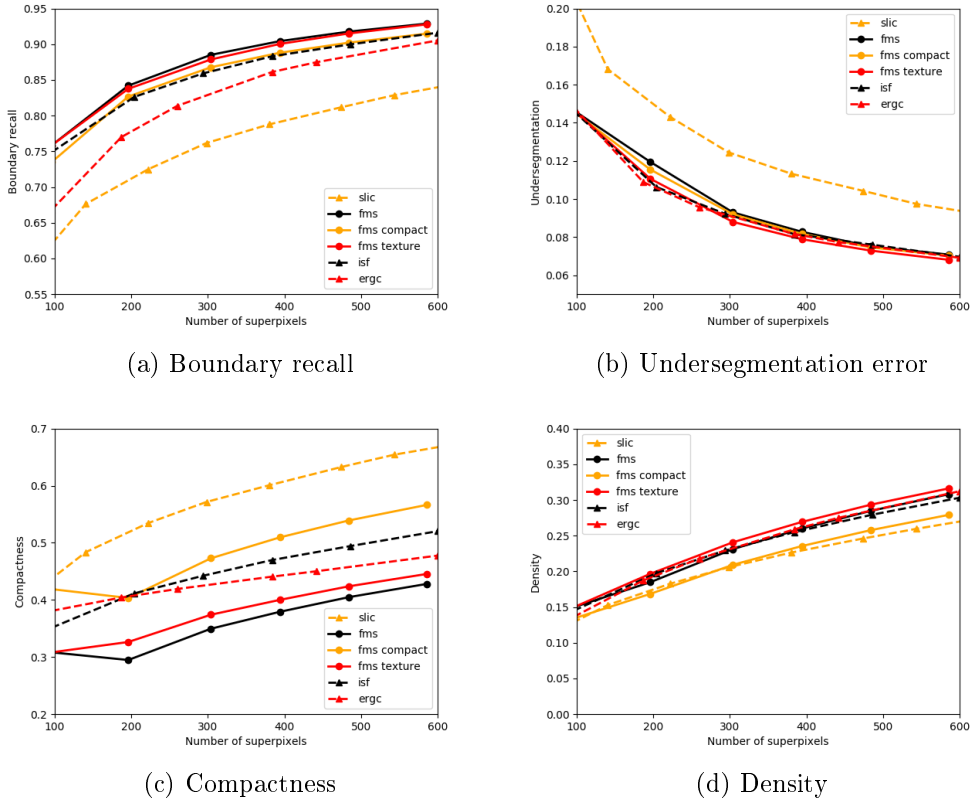 0.95
0.90
0.85
0.80
0.75
0.70
0.65
0.60
0.55
Boundary recall
slic
fms
fms compact
fms texture
isf
ergc
100 200 300 400 500 600
Number of superpixels
(a) Boundary recall
0.20
0.18
0.16
0.14
0.12
0.10
0.08
0.06
Undersegmentation
slic
fms
fms compact
fms texture
isf
ergc
100 200 300 400 500 600
Number of superpixels
(b) Undersegmentation error
0.7
0.6
0.5
0.4
0.3
0.2
Compactness
slic
fms
fms compact
fms texture
isf
ergc
100 200 300 400 500 600
Number of superpixels
(c) Compactness
0.40
0.35
0.30
0.25
0.20
0.15
0.10
0.05
0.00
Density
slic
fms
fms compact
fms texture
isf
ergc
100 200 300 400 500 600
Number of superpixels
(d) Density